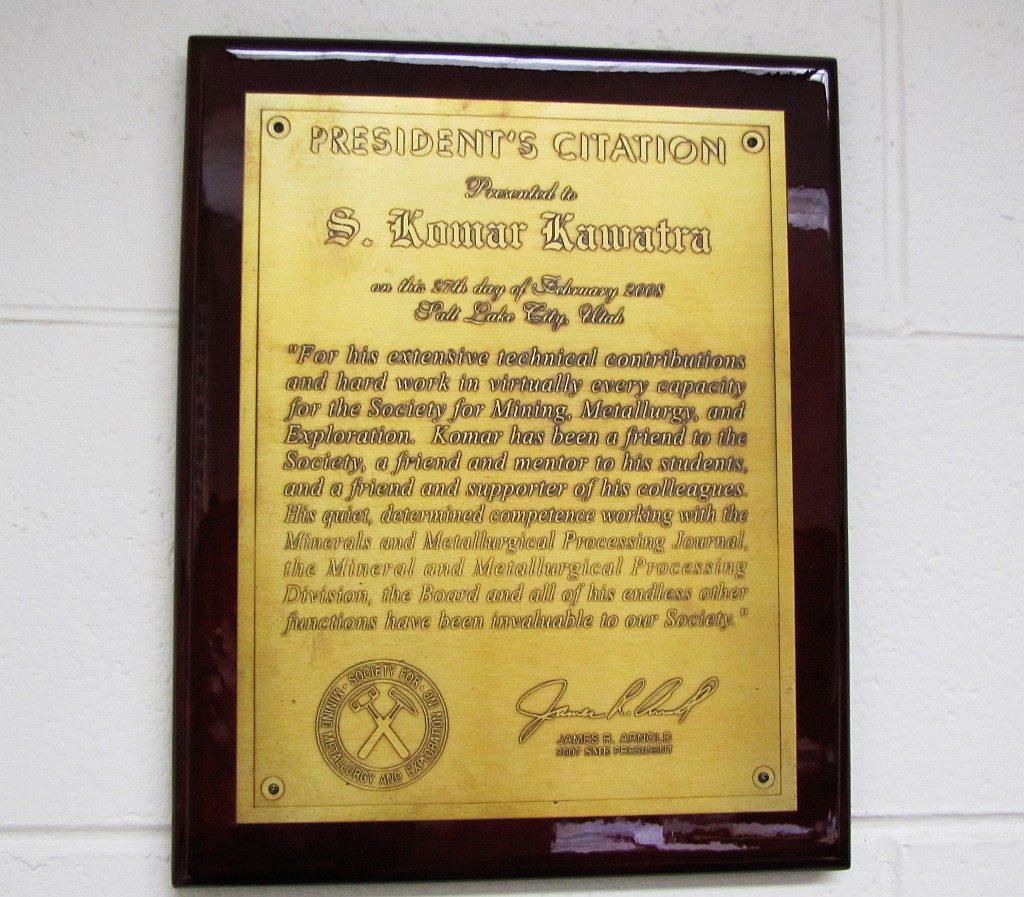 PRESIDENT'S CITATION
Presented to
S. Komar Kawatra
on this 27th day of February 2008
Salt Lake City, Utah
"For his extensive technical contributions
and hard work in virtually every capacity
for the Society for Mining, Metallurgy, and
Exploration. Komar has been a friend to the
Society, a friend and mentor to his students,
and a friend and supporter of his colleagues.
His quiet, determined competence working with the
Minerals and Metallurgical Processing Journal,
the Mineral and Metallurgical Processing
Division, the Board and all of his endless other
functions have been invaluable to our Society."
· SOCIETY FOR · MINING METALLURGY AND EXPLORATION INC
James R. Arnold
JAMES R. ARNOLD
2007 SME PRESIDENT